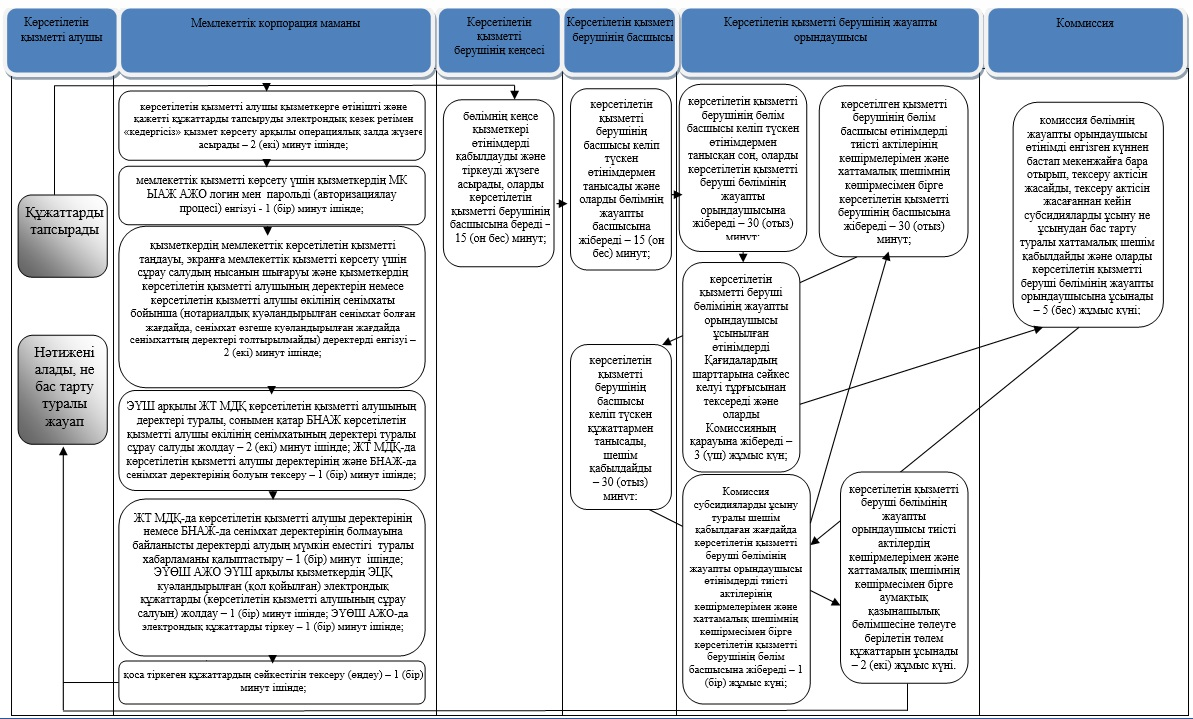 Көрсетілетін
қызметті алушы
Мемлекеттік корпорация маманы
Көрсетілетін
қызметті
берушінің кеңсесі
Көрсетілетін қызметті
берушінің басшысы
Көрсетілетін қызметті берушінің жауапты
орындаушысы
Комиссия
Құжаттарды
тапсырады
Нәтижені
алады, не
бас тарту
туралы
жауап
көрсетілетін қызметті алушы қызметкерге өтінішті және
қажетті құжаттарды тапсыруды электрондық кезек ретімен
«кедергісіз» қызмет көрсету арқылы операциялық залда жүзеге
асырады – 2 (екі) минут ішінде;
мемлекеттік қызметті көрсету үшін қызметкердің МК
ЫАЖ АЖО логин мен парольді (авторизациялау
процесі) енгізуі - 1 (бір) минут ішінде;
қызметкердің мемлекеттік көрсетілетін қызметті
таңдауы, экранға мемлекеттік қызметті көрсету үшін
сұрау салудың нысанын шығаруы және қызметкердің
көрсетілетін қызметті алушының деректерін немесе
көрсетілетін қызметті алушы өкілінің сенімхаты
бойынша (нотариалдық куәландырылған сенімхат болған
жағдайда, сенімхат өзгеше куәландырылған жағдайда
сенімхаттың деректері толтырылмайды) деректерді енгізуі –
2 (екі) минут ішінде;
ЭҮШ арқылы ЖТ МДҚ көрсетілетін қызметті алушының
деректері туралы, сонымен қатар БНАЖ көрсетілетін
қызметті алушы өкілінің сенімхатының деректері туралы
сұрау салуды жолдау – 2 (екі) минут ішінде; ЖТ МДҚ-да
көрсетілетін қызметті алушы деректерінің және БНАЖ-да
сенімхат деректерінің болуын тексеру – 1 (бір) минут ішінде;
ЖТ МДҚ-да көрсетілетін қызметті алушы деректерінің
немесе БНАЖ-да сенімхат деректерінің болмауына
байланысты деректерді алудың мүмкін еместігі туралы
хабарламаны қалыптастыру – 1 (бір) минут ішінде;
ЭҮӨШ АЖО ЭҮШ арқылы қызметкердің ЭЦҚ
куәландырылған (қол қойылған) электрондық
құжаттарды (көрсетілетін қызметті алушының сұрау
салуын) жолдау – 1 (бір) минут ішінде; ЭҮӨШ АЖО-да
электрондық құжаттарды тіркеу – 1 (бір) минут ішінде;
қоса тіркеген құжаттардың сәйкестігін тексеру (өңдеу) – 1 (бір)
минут ішінде;
бөлімнің кеңсе
қызметкері
өтінімдерді
қабылдауды және
тіркеуді жүзеге
асырады, оларды
көрсетілетін
қызметті берушінің
басшысына береді –
15 (он бес) минут;
көрсетілетін
қызметті
берушінің
басшысы келіп
түскен
өтінімдермен
танысады және
оларды бөлімнің
жауапты
басшысына
жібереді – 15 (он
бес) минут;
көрсетілетін
қызметті
берушінің
басшысы
келіп түскен
құжаттармен
танысады,
шешім
қабылдайды
– 30 (отыз)
минут;
көрсетілетін қызметті
берушінің бөлім
басшысы келіп түскен
өтінімдермен
танысқан соң, оларды
көрсетілетін қызметті
беруші бөлімінің
жауапты
орындаушысына
жібереді – 30 (отыз)
минут;
көрсетілетін
қызметті беруші
бөлімінің жауапты
орындаушысы
ұсынылған
өтінімдерді
Қағидалардың
шарттарына сәйкес
келуі тұрғысынан
тексереді және
оларды
Комиссияның
қарауына жібереді –
3 (үш) жұмыс күн;
Комиссия
субсидияларды ұсыну
туралы шешім
қабылдаған жағдайда
көрсетілетін қызметті
беруші бөлімінің
жауапты орындаушысы
өтінімдерді тиісті
актілерінің
көшірмелерімен және
хаттамалық шешімнің
көшірмесімен бірге
көрсетілетін қызметті
берушінің бөлім
басшысына жібереді – 1
(бір) жұмыс күні;
көрсетілген қызметті
берушінің бөлім
басшысы өтінімдерді
тиісті актілерінің
көшірмелерімен және
хаттамалық шешімнің
көшірмесімен бірге
көрсетілетін қызметті
берушінің басшысына
жібереді – 30 (отыз)
минут;
көрсетілетін қызметті
беруші бөлімінің
жауапты
орындаушысы тиісті
актілердің
көшірмелерімен және
хаттамалық шешімнің
көшірмесімен бірге
аумақтық
қазынашылық
бөлімшесіне төлеуге
берілетін төлем
құжаттарын ұсынады
– 2 (екі) жұмыс күні.
комиссия бөлімнің
жауапты орындаушысы
өтінімді енгізген күннен
бастап мекенжайға бара
отырып, тексеру актісін
жасайды, тексеру актісін
жасағаннан кейін
субсидияларды ұсыну не
ұсынудан бас тарту
туралы хаттамалық шешім
қабылдайды және оларды
көрсетілетін қызметті
беруші бөлімінің жауапты
орындаушысына ұсынады
– 5 (бес) жұмыс күні;